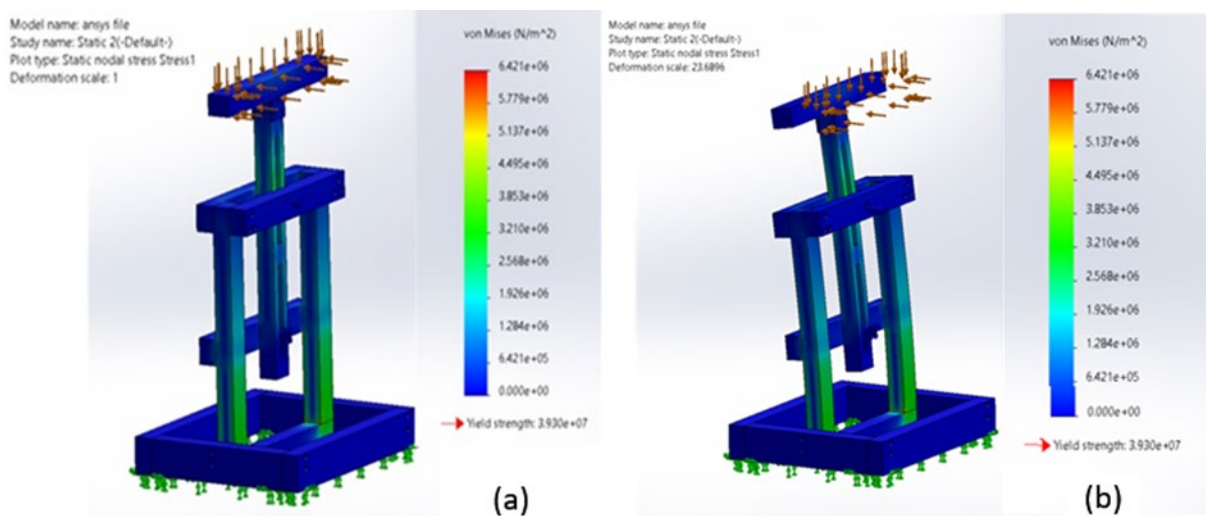 Model name: ansys file
Study name: Static 2(-Default-)
Plot type: Static nodal stress Stress1
Deformation scale: 1
von Mises (N/m^2)
6.421e+06
5.779e+06
5.137e+06
4.495e+06
3.853e+06
3.210e+06
2.568e+06
1.926e+06
1.284e+06
6.421e+05
0.000e+00
Yield strength: 3.930e+07
(a)
Model name: ansys file
Study name: Static 2(-Default-)
Plot type: Static nodal stress Stress1
Deformation scale: 23.6896
von Mises (N/m^2)
6.421e+06
5.779e+06
5.137e+06
4.495e+06
3.853e+06
3.210e+06
2.568e+06
1.926e+06
1.284e+06
6.421e+05
0.000e+00
Yield strength: 3.930e+07
(b)